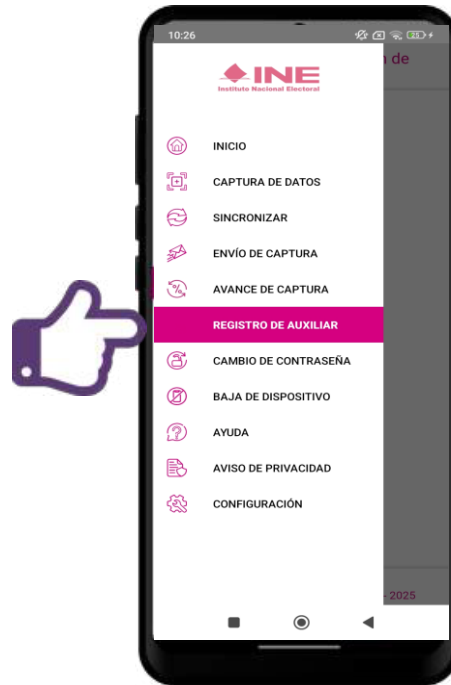 10:26
25
n de
INE
Instituto Nacional Electoral
INICIO
CAPTURA DE DATOS
SINCRONIZAR
ENVÍO DE CAPTURA
AVANCE DE CAPTURA
REGISTRO DE AUXILIAR
CAMBIO DE CONTRASEÑA
BAJA DE DISPOSITIVO
AYUDA
AVISO DE PRIVACIDAD
CONFIGURACIÓN
- 2025